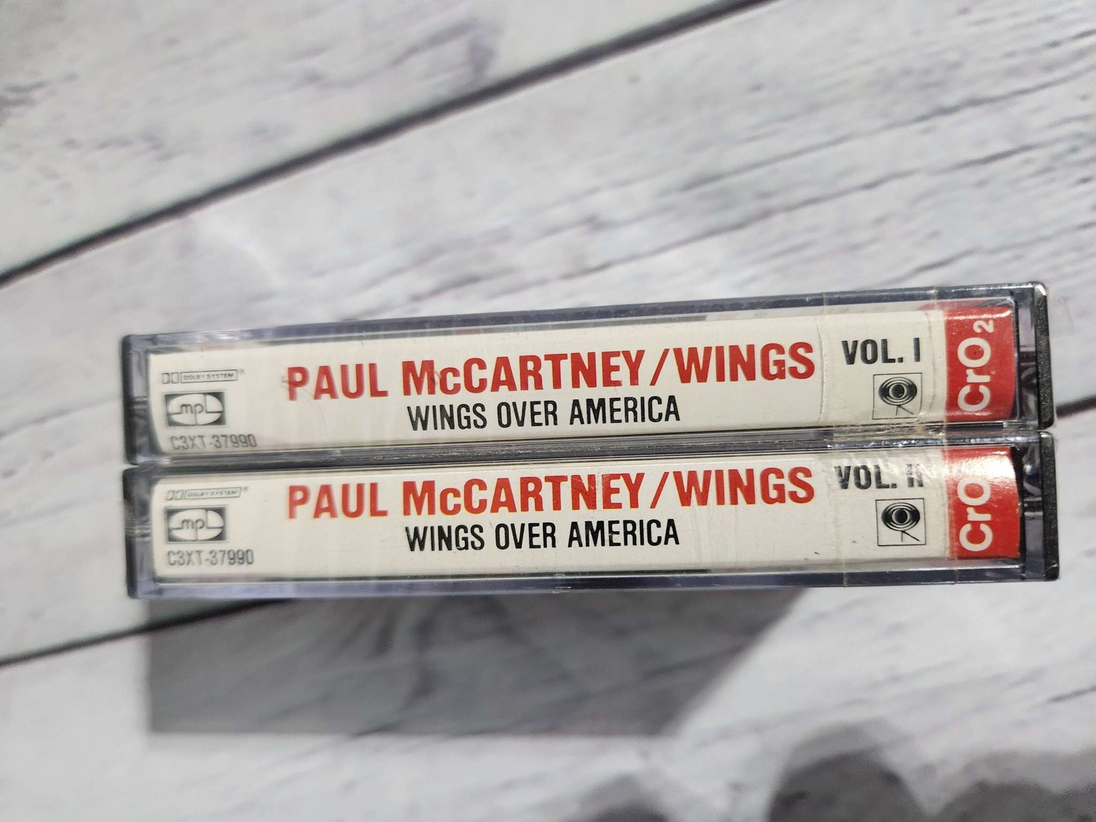 DOLBY SYSTEM®
mpl
C3XT-37990
PAUL McCARTNEY/WINGS
WINGS OVER AMERICA
VOL. I
CrO2
DOLBY SYSTEM®
mpl
C3XT-37990
PAUL McCARTNEY/WINGS
WINGS OVER AMERICA
VOL. II
CrO